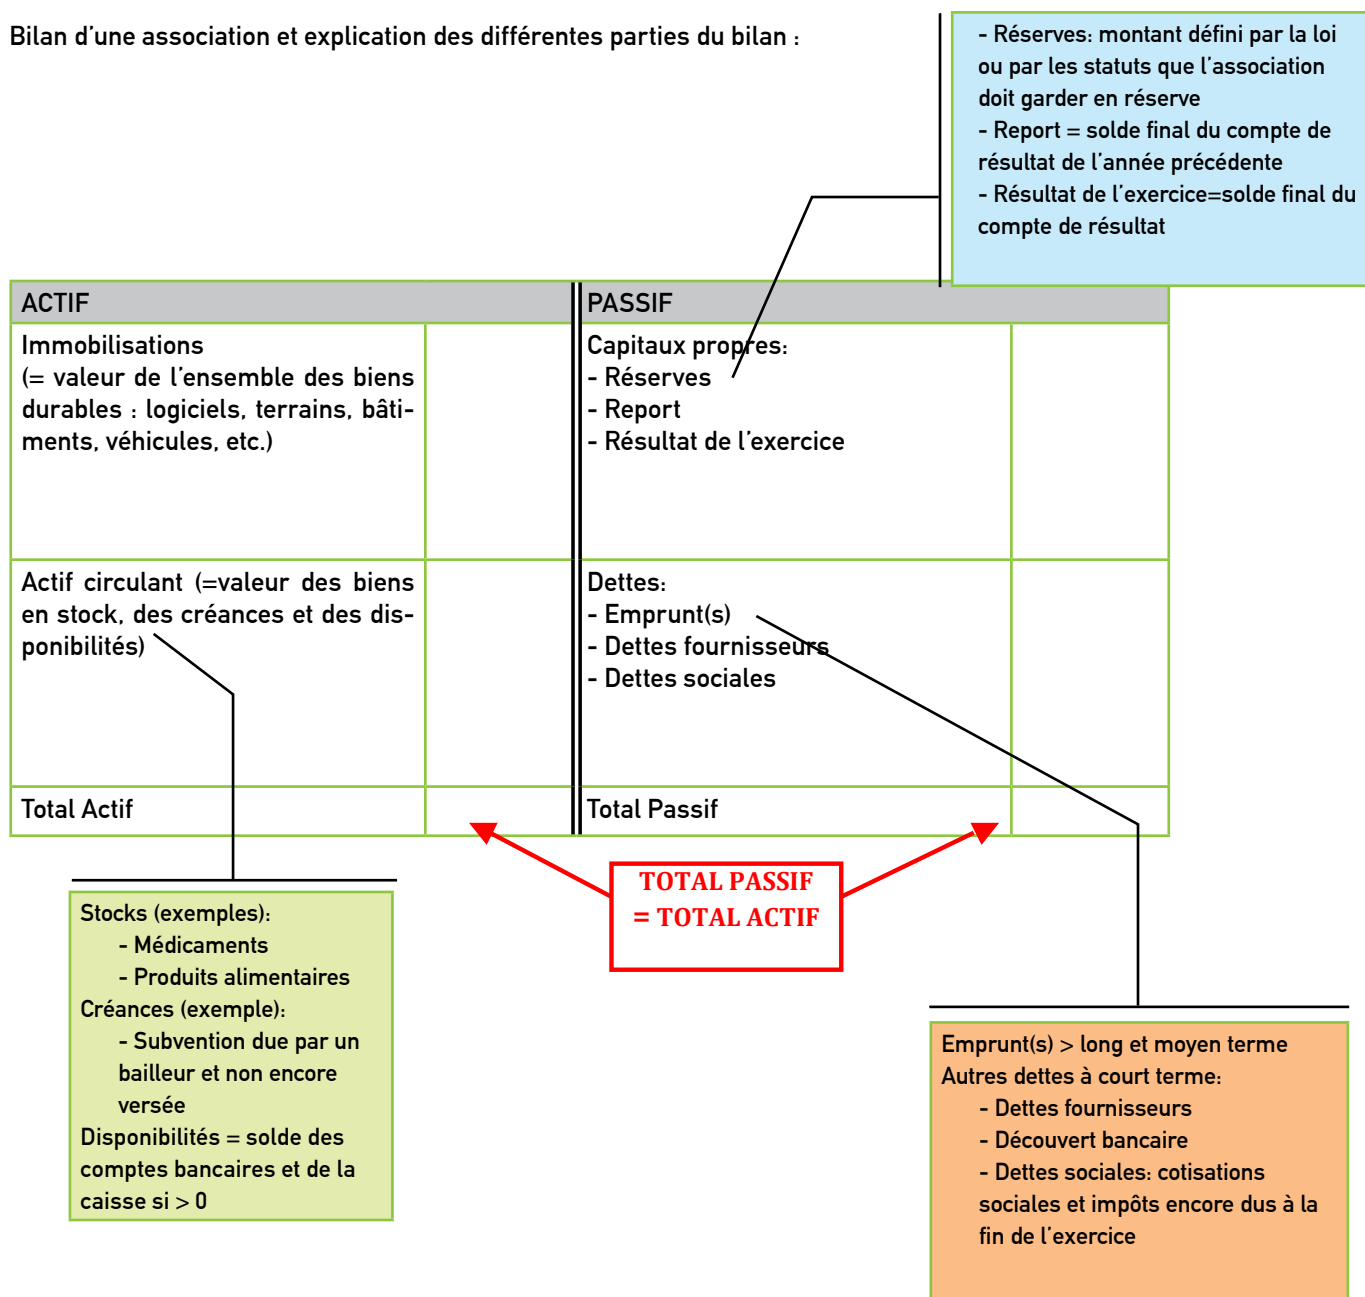 Bilan d'une association et explication des différentes parties du bilan :
- Réserves: montant défini par la loi
ou par les statuts que l'association
doit garder en réserve
- Report = solde final du compte de
résultat de l'année précédente
- Résultat de l'exercice=solde final du
compte de résultat
ACTIF
PASSIF
Immobilisations
(= valeur de l'ensemble des biens
durables : logiciels, terrains, bâti-
ments, véhicules, etc.)
Capitaux propres:
- Réserves
- Report
- Résultat de l'exercice
Actif circulant (=valeur des biens
en stock, des créances et des dis-
ponibilités)
Dettes:
- Emprunt(s)
- Dettes fournisseurs
- Dettes sociales
Total Actif
Total Passif
TOTAL PASSIF
= TOTAL ACTIF
Stocks (exemples):
- Médicaments
- Produits alimentaires
Créances (exemple):
- Subvention due par un
bailleur et non encore
versée
Disponibilités = solde des
comptes bancaires et de la
caisse si > 0
Emprunt(s) > long et moyen terme
Autres dettes à court terme:
- Dettes fournisseurs
- Découvert bancaire
- Dettes sociales: cotisations
sociales et impôts encore dus à la
fin de l'exercice